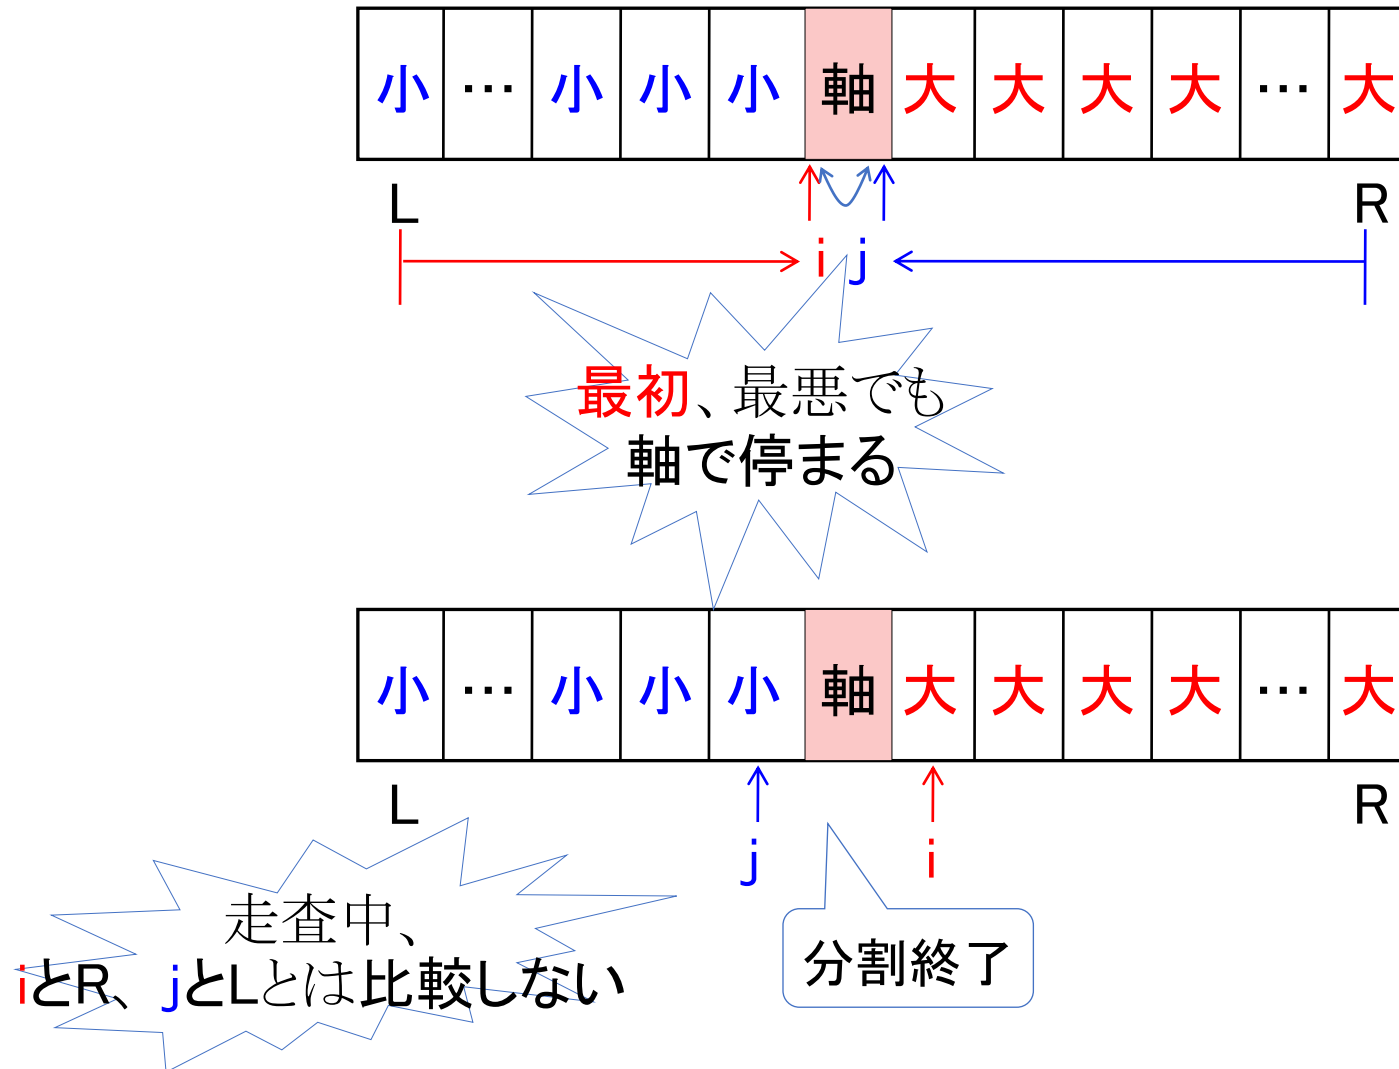 小 … 小 小 小 軸 大 大 大 大 … 大
L R
i j
最初、最悪でも
軸で停まる
小 … 小 小 小 軸 大 大 大 大 … 大
L R
j i
走査中、
iとR、jとLとは比較しない
分割終了